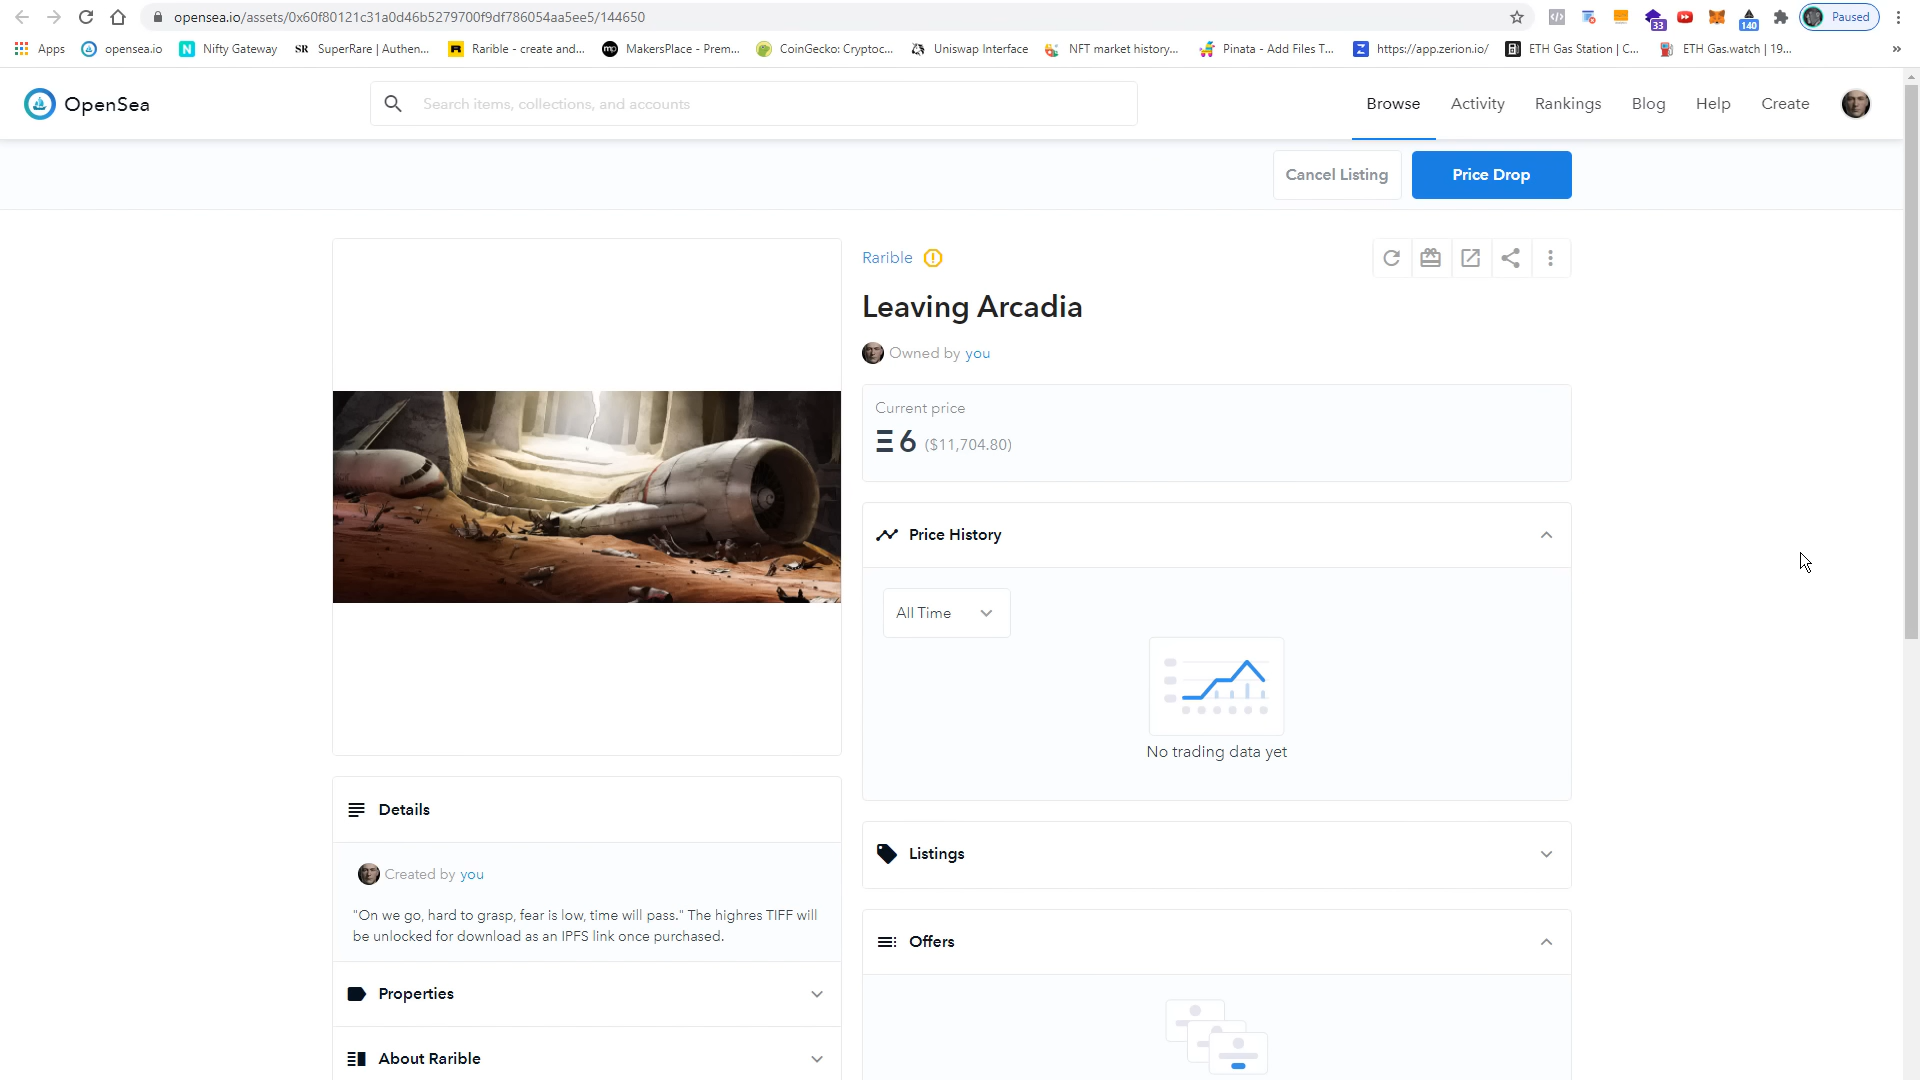 opensea.io/assets/0x60f80121c31a0d46b5279700f9df786054aa5ee5/144650
33
140
Paused
Apps
opensea.io
Nifty Gateway
SR SuperRare | Authen...
Rarible - create and...
MakersPlace - Prem...
CoinGecko: Cryptoc...
Uniswap Interface
NFT market history...
Pinata - Add Files T...
https://app.zerion.io/
ETH Gas Station | C...
ETH Gas.watch | 19...
»
OpenSea
Search items, collections, and accounts
Browse
Activity
Rankings
Blog
Help
Create
Cancel Listing
Price Drop
Rarible
Leaving Arcadia
Owned by you
Current price
Ξ 6 ($11,704.80)
Price History
All Time
No trading data yet
Details
Created by you
"On we go, hard to grasp, fear is low, time will pass." The highres TIFF will
be unlocked for download as an IPFS link once purchased.
Properties
About Rarible
Listings
Offers